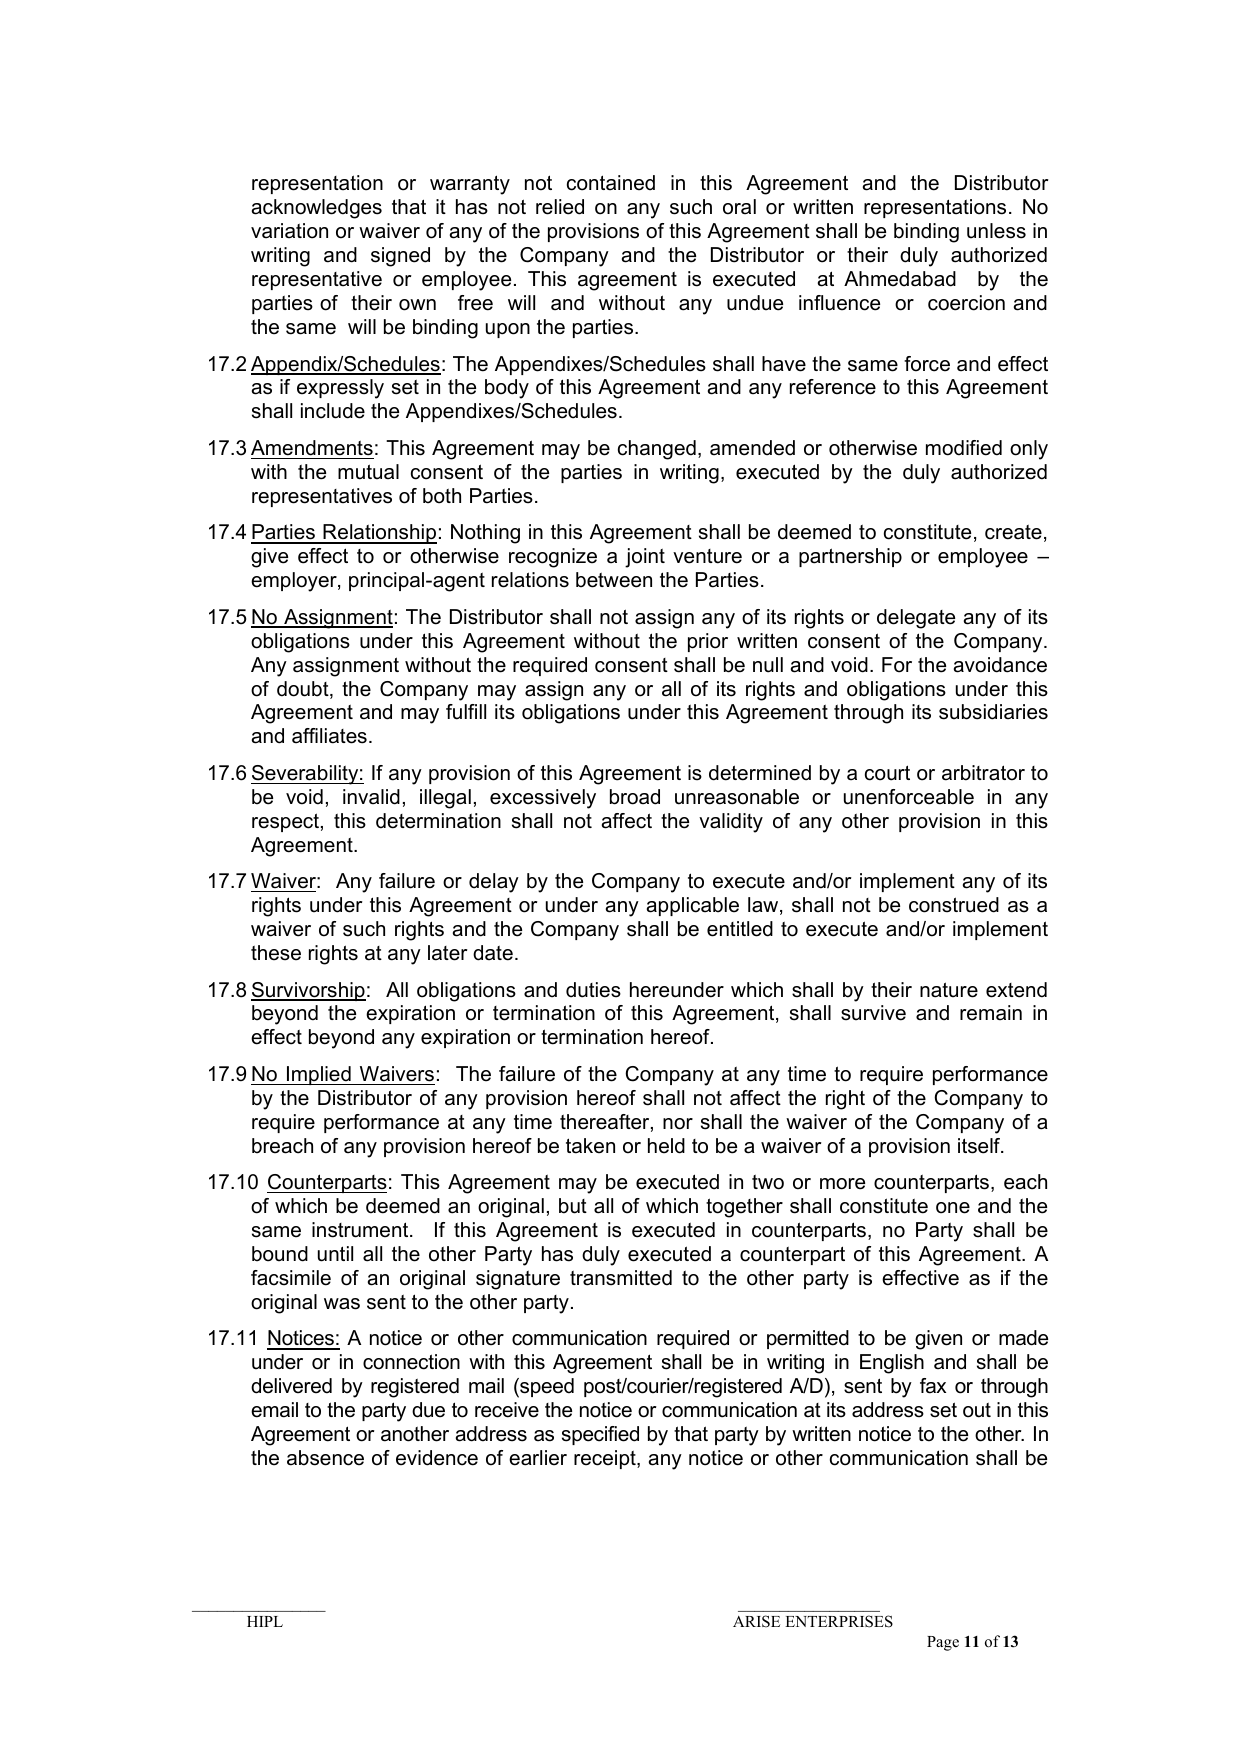 representation or warranty not contained in this Agreement and the Distributor
acknowledges that it has not relied on any such oral or written representations. No
variation or waiver of any of the provisions of this Agreement shall be binding unless in
writing and signed by the Company and the Distributor or their duly authorized
representative or employee. This agreement is executed at Ahmedabad by the
parties of their own free will and without any undue influence or coercion and
the same will be binding upon the parties.
17.2 Appendix/Schedules: The Appendixes/Schedules shall have the same force and effect
as if expressly set in the body of this Agreement and any reference to this Agreement
shall include the Appendixes/Schedules.
17.3 Amendments: This Agreement may be changed, amended or otherwise modified only
with the mutual consent of the parties in writing, executed by the duly authorized
representatives of both Parties.
17.4 Parties Relationship: Nothing in this Agreement shall be deemed to constitute, create,
give effect to or otherwise recognize a joint venture or a partnership or employee –
employer, principal-agent relations between the Parties.
17.5 No Assignment: The Distributor shall not assign any of its rights or delegate any of its
obligations under this Agreement without the prior written consent of the Company.
Any assignment without the required consent shall be null and void. For the avoidance
of doubt, the Company may assign any or all of its rights and obligations under this
Agreement and may fulfill its obligations under this Agreement through its subsidiaries
and affiliates.
17.6 Severability: If any provision of this Agreement is determined by a court or arbitrator to
be void, invalid, illegal, excessively broad unreasonable or unenforceable in any
respect, this determination shall not affect the validity of any other provision in this
Agreement.
17.7 Waiver: Any failure or delay by the Company to execute and/or implement any of its
rights under this Agreement or under any applicable law, shall not be construed as a
waiver of such rights and the Company shall be entitled to execute and/or implement
these rights at any later date.
17.8 Survivorship: All obligations and duties hereunder which shall by their nature extend
beyond the expiration or termination of this Agreement, shall survive and remain in
effect beyond any expiration or termination hereof.
17.9 No Implied Waivers: The failure of the Company at any time to require performance
by the Distributor of any provision hereof shall not affect the right of the Company to
require performance at any time thereafter, nor shall the waiver of the Company of a
breach of any provision hereof be taken or held to be a waiver of a provision itself.
17.10 Counterparts: This Agreement may be executed in two or more counterparts, each
of which be deemed an original, but all of which together shall constitute one and the
same instrument. If this Agreement is executed in counterparts, no Party shall be
bound until all the other Party has duly executed a counterpart of this Agreement. A
facsimile of an original signature transmitted to the other party is effective as if the
original was sent to the other party.
17.11 Notices: A notice or other communication required or permitted to be given or made
under or in connection with this Agreement shall be in writing in English and shall be
delivered by registered mail (speed post/courier/registered A/D), sent by fax or through
email to the party due to receive the notice or communication at its address set out in this
Agreement or another address as specified by that party by written notice to the other. In
the absence of evidence of earlier receipt, any notice or other communication shall be
HIPL ARISE ENTERPRISES
Page 11 of 13